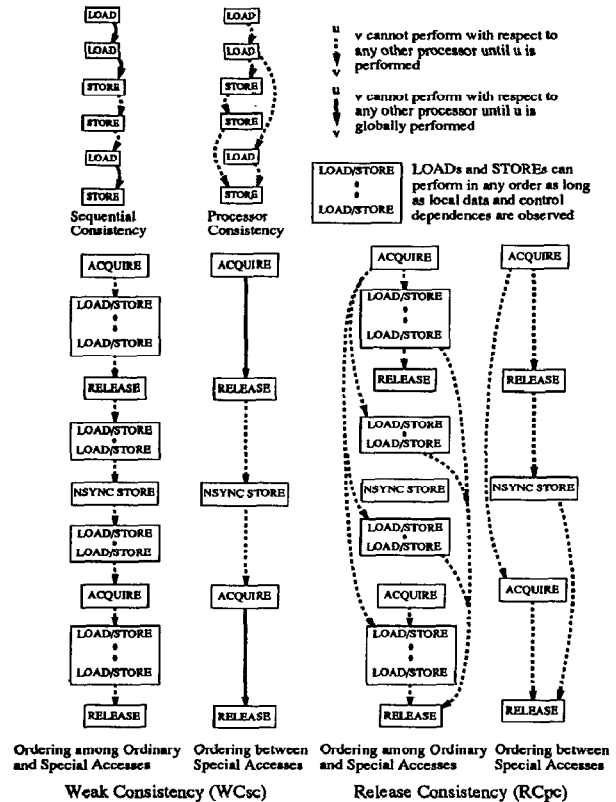 LOAD
LOAD
STORE
STORE
LOAD
STORE
Sequential
Consistency
LOAD
LOAD
STORE
STORE
LOAD
STORE
Processor
Consistency
u
v
v cannot perform with respect to
any other processor until u is
performed
u
v
v cannot perform with respect to
any other processor until u is
globally performed
LOAD/STORE
LOAD/STORE
LOADs and STOREs can
perform in any order as long
as local data and control
dependences are observed
ACQUIRE
LOAD/STORE
LOAD/STORE
RELEASE
LOAD/STORE
LOAD/STORE
NSYNC STORE
LOAD/STORE
LOAD/STORE
ACQUIRE
LOAD/STORE
LOAD/STORE
RELEASE
Ordering among Ordinary
and Special Accesses
ACQUIRE
RELEASE
NSYNC STORE
ACQUIRE
RELEASE
Ordering between
Special Accesses
Weak Consistency (WCsc)
ACQUIRE
LOAD/STORE
LOAD/STORE
RELEASE
LOAD/STORE
LOAD/STORE
NSYNC STORE
LOAD/STORE
LOAD/STORE
ACQUIRE
LOAD/STORE
LOAD/STORE
RELEASE
Ordering among Ordinary
and Special Accesses
ACQUIRE
RELEASE
NSYNC STORE
ACQUIRE
RELEASE
Ordering between
Special Accesses
Release Consistency (RCpc)